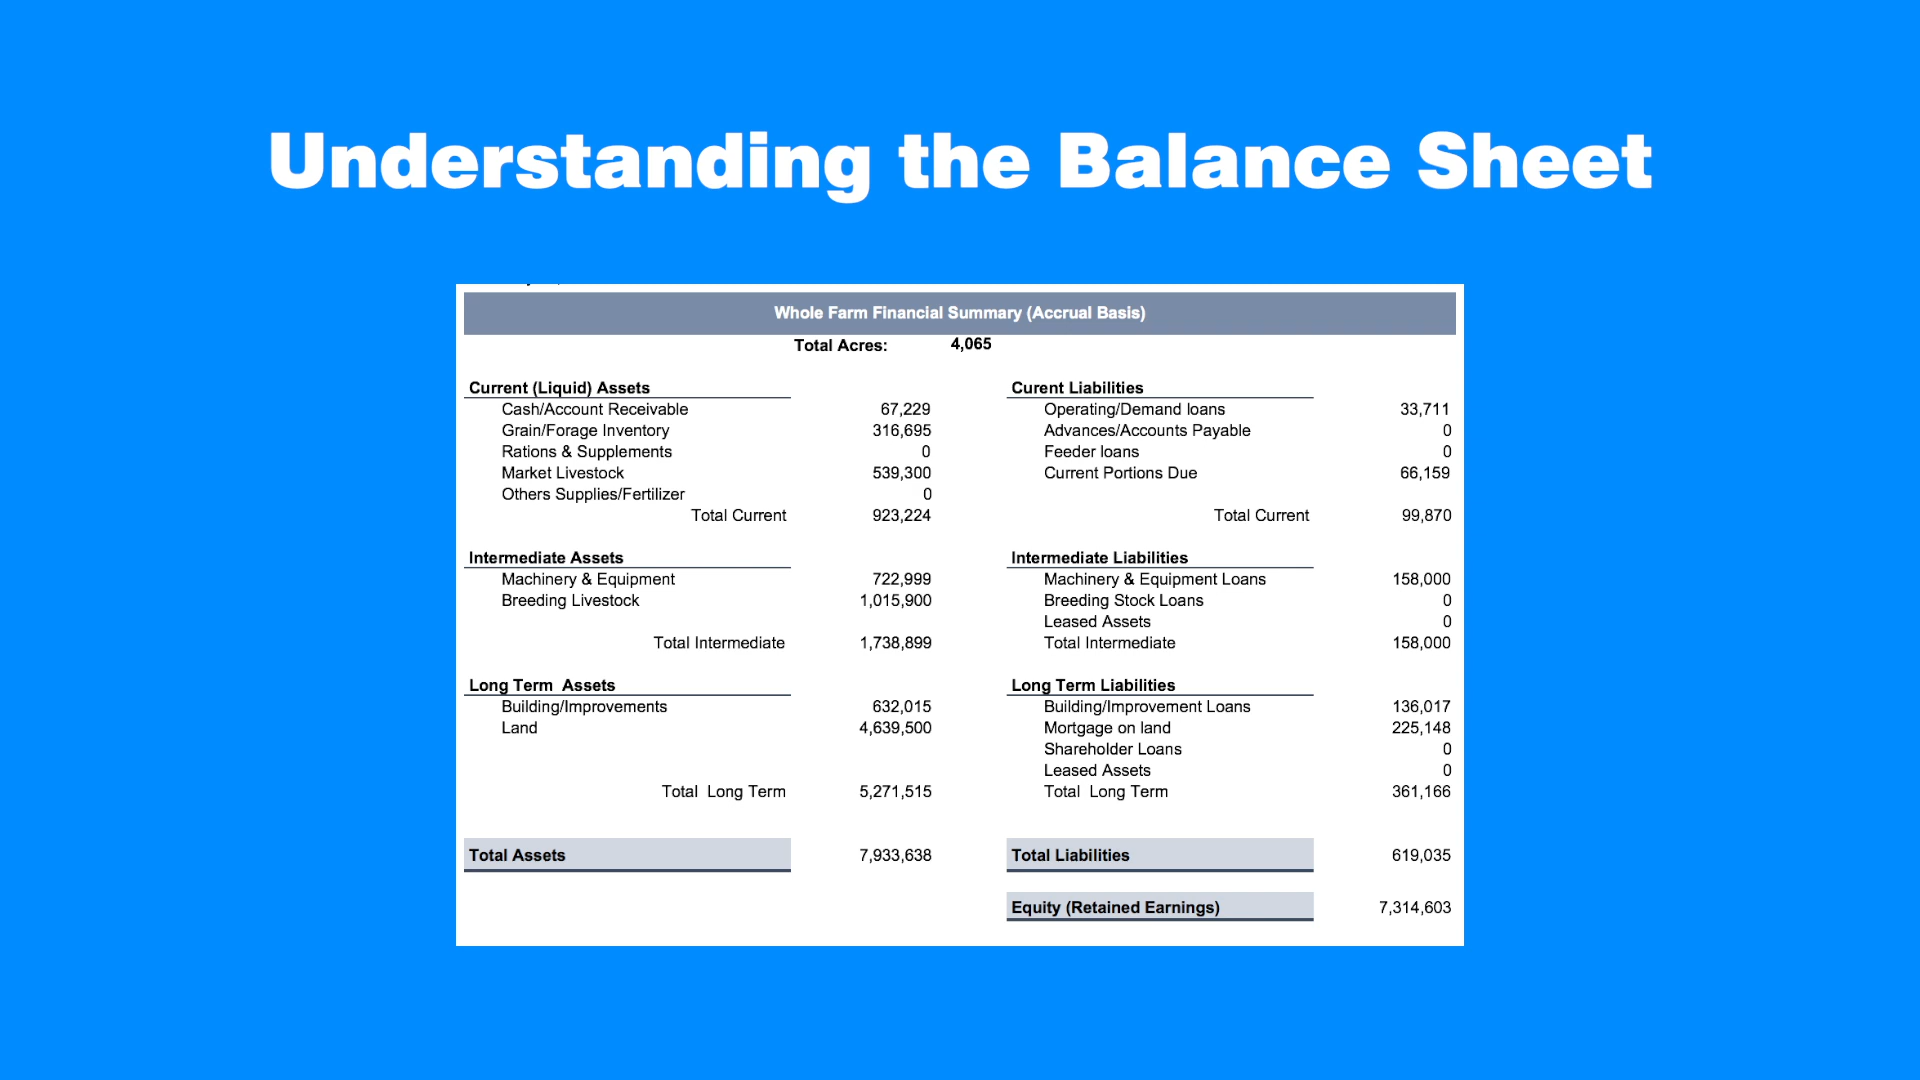 Understanding the Balance Sheet
Whole Farm Financial Summary (Accrual Basis)
Total Acres: 4,065
Current (Liquid) Assets Curent Liabilities
Cash/Account Receivable 67,229 Operating/Demand loans 33,711
Grain/Forage Inventory 316,695 Advances/Accounts Payable 0
Rations & Supplements 0 Feeder loans 0
Market Livestock 539,300 Current Portions Due 66,159
Others Supplies/Fertilizer 0
Total Current 923,224 Total Current 99,870
Intermediate Assets Intermediate Liabilities
Machinery & Equipment 722,999 Machinery & Equipment Loans 158,000
Breeding Livestock 1,015,900 Breeding Stock Loans 0
Leased Assets 0
Total Intermediate 1,738,899 Total Intermediate 158,000
Long Term Assets Long Term Liabilities
Building/Improvements 632,015 Building/Improvement Loans 136,017
Land 4,639,500 Mortgage on land 225,148
Shareholder Loans 0
Leased Assets 0
Total Long Term 5,271,515 Total Long Term 361,166
Total Assets 7,933,638 Total Liabilities 619,035
Equity (Retained Earnings) 7,314,603